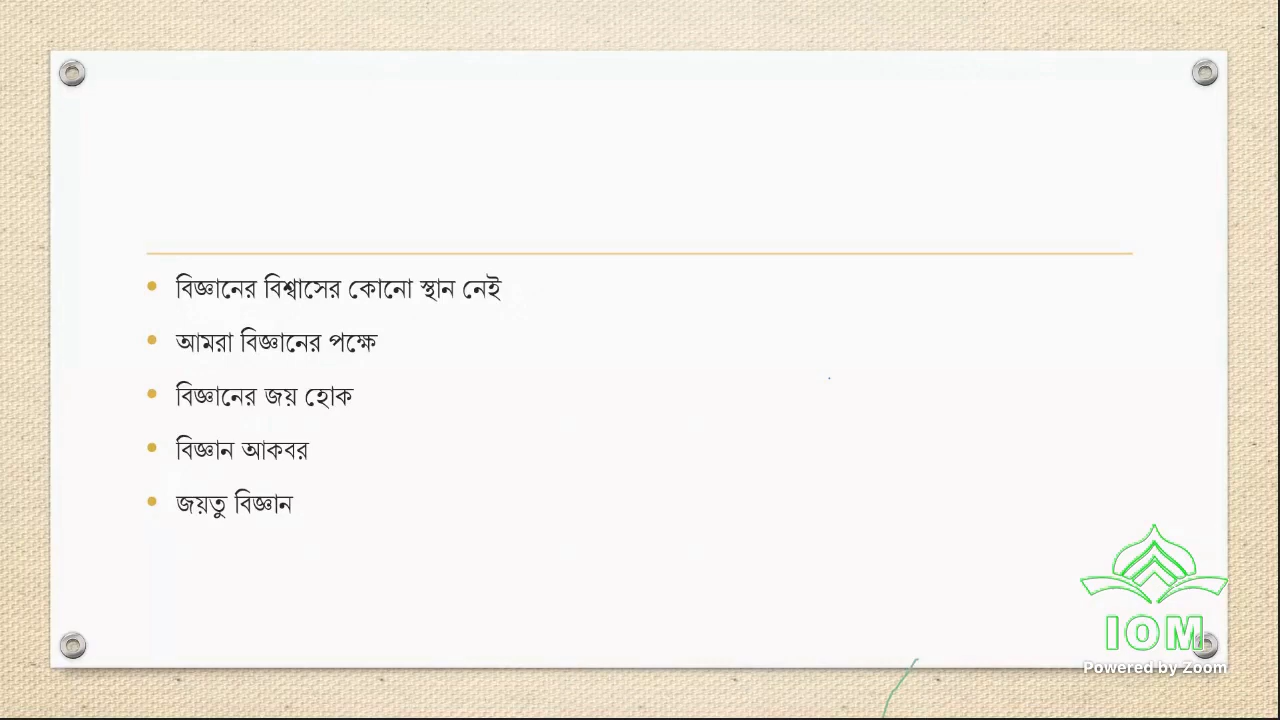 বিজ্ঞানের বিশ্বাসের কোনো স্থান নেই
আমরা বিজ্ঞানের পক্ষে
বিজ্ঞানের জয় হোক
বিজ্ঞান আকবর
জয়তু বিজ্ঞান
IOM
Powered by Zoom